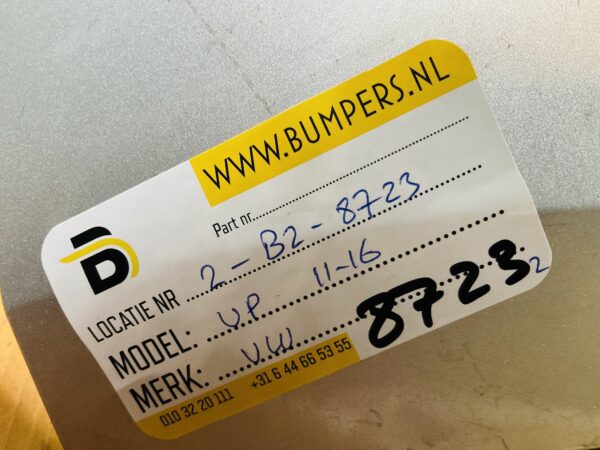 WWW.BUMPERS.NL
Part nr
B
LOCATIE NR 2-B2-8723
MODEL: UP 11-16
MERK: VW 8723 2
010 32 20 111 +31 6 44 66 53 55